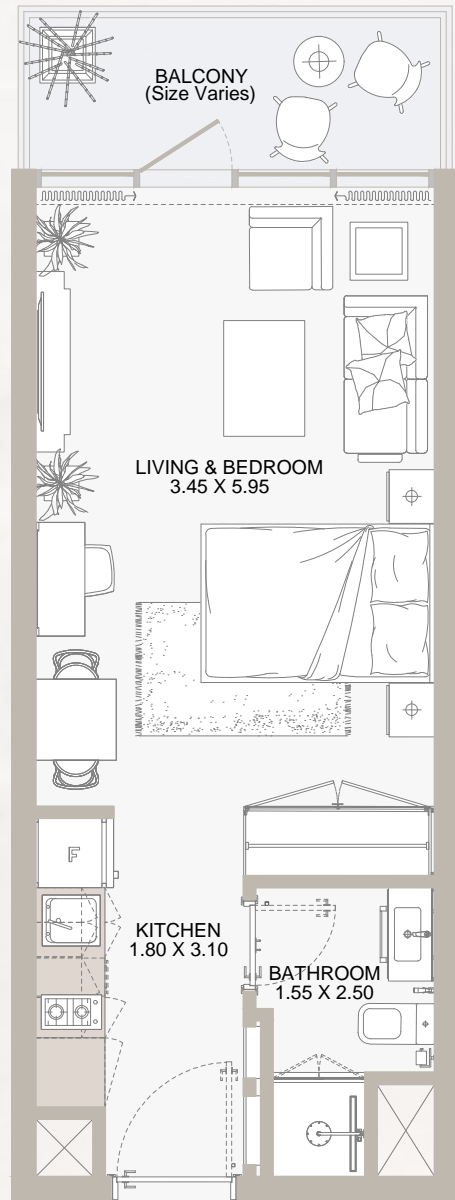 BALCONY
(Size Varies)
LIVING & BEDROOM
3.45 X 5.95
F
KITCHEN
1.80 X 3.10
BATHROOM
1.55 X 2.50